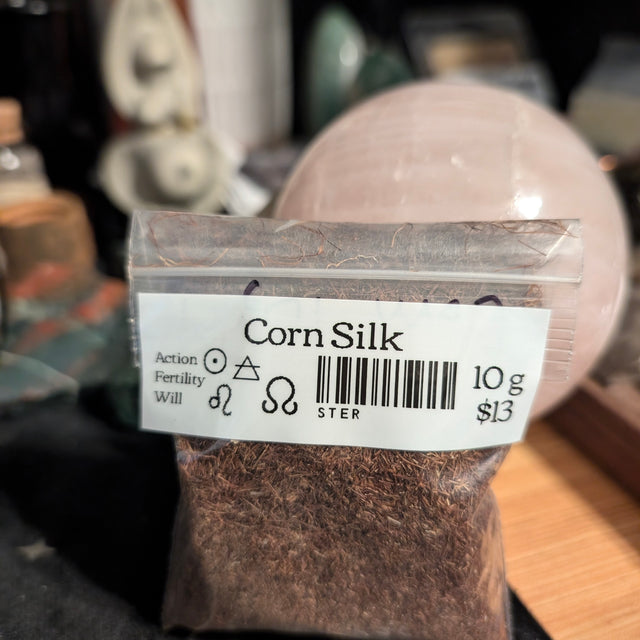 Corn Silk
Action ☉ 🜁
Fertility
Will ♌ ☊
STER
10 g
$13